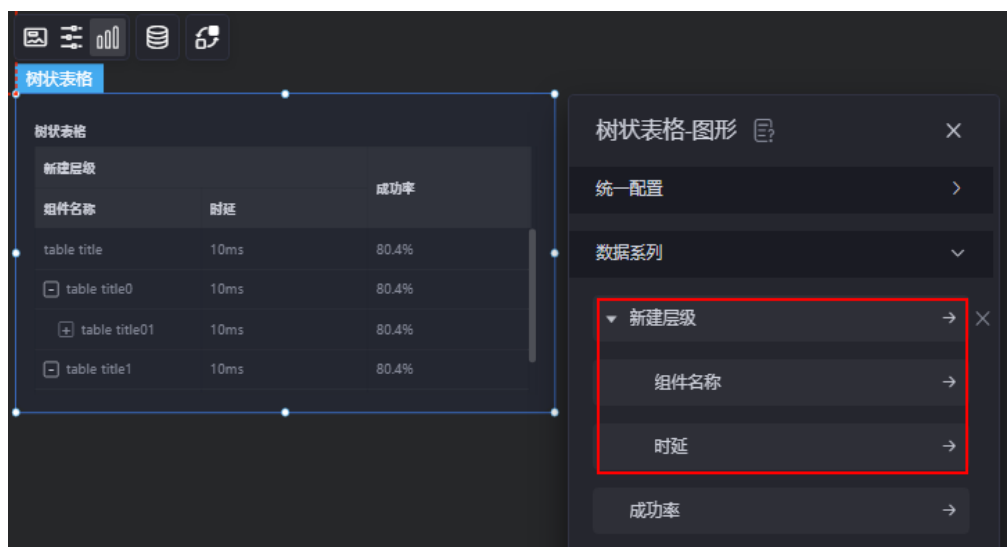 树状表格
树状表格
新建层级
成功率
组件名称 时延
table title 10ms 80.4%
table title0 10ms 80.4%
table title01 10ms 80.4%
table title1 10ms 80.4%
树状表格-图形
统一配置
数据系列
新建层级
组件名称
时延
成功率